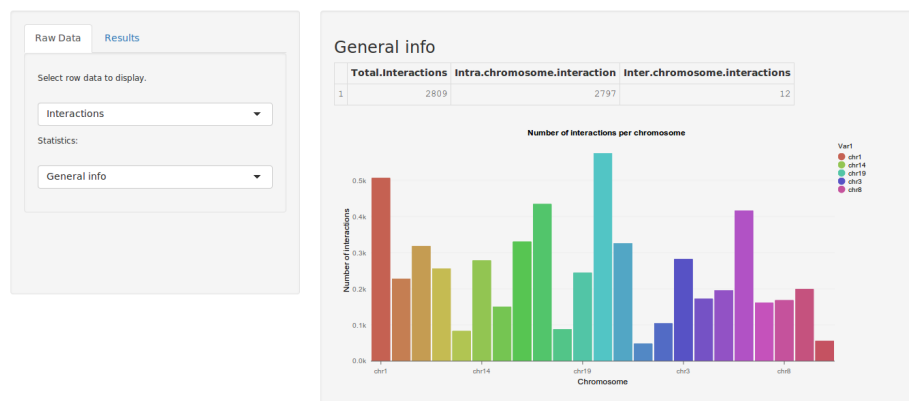 Raw Data Results
Select row data to display.
Interactions
Statistics:
General info
General info
Total.Interactions Intra.chromosome.interaction Inter.chromosome.interactions
1 2809 2797 12
Number of interactions per chromosome
Var1
chr1
chr14
chr19
chr3
chr8
Number of interactions
0.5k
0.4k
0.3k
0.2k
0.1k
0.0k
chr1 chr14 chr19 chr3 chr8
Chromosome